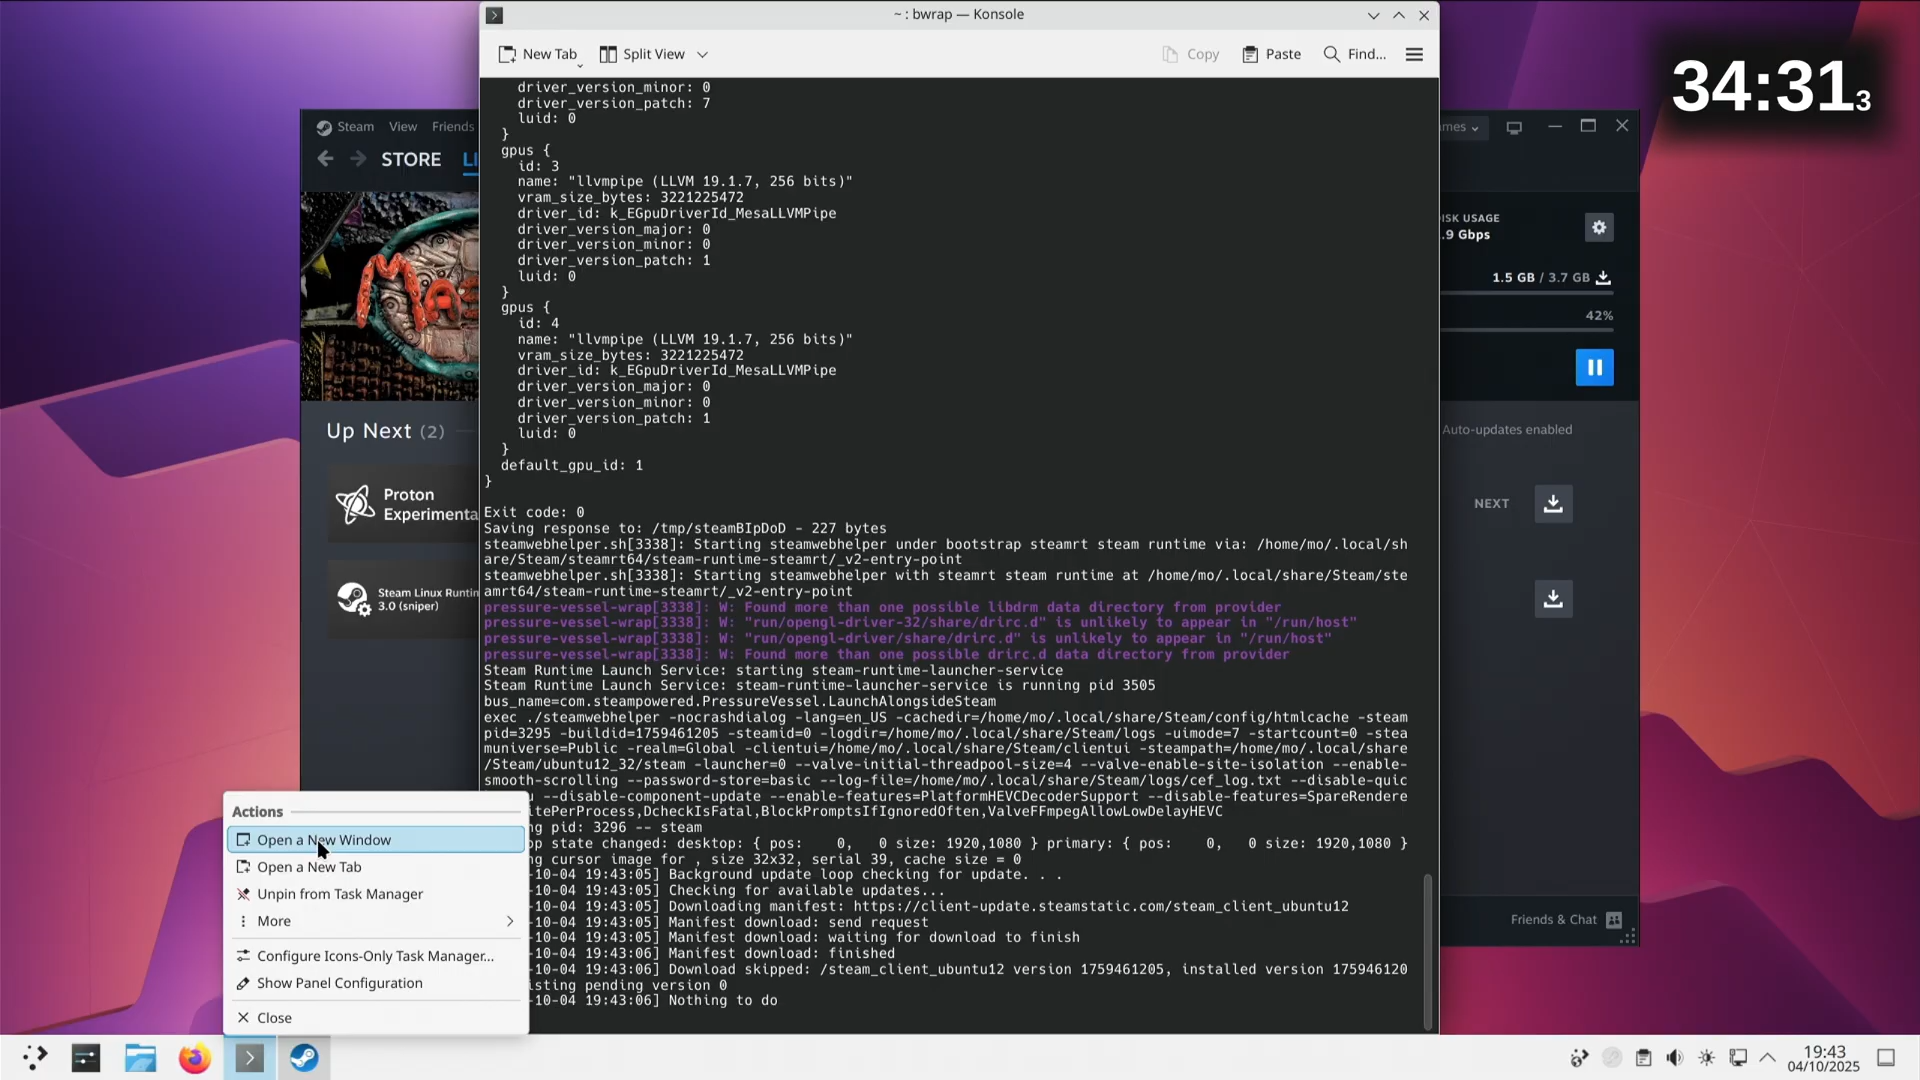 ~ : bwrap — Konsole
New Tab
Split View
Copy
Paste
Find...
34:31
3
Steam
View
Friends
STORE
Up Next (2)
Proton
Steam Linux
3.0 (sniper)
driver_version_minor: 0
driver_version_patch: 7
luid: 0
}
gpus {
id: 3
name: "llvmpipe (LLVM 19.1.7, 256 bits)"
vram_size_bytes: 3221225472
driver_id: k_EGpuDriverId_MesaLLVMPipe
driver_version_major: 0
driver_version_minor: 0
driver_version_patch: 1
luid: 0
}
gpus {
id: 4
name: "llvmpipe (LLVM 19.1.7, 256 bits)"
vram_size_bytes: 3221225472
driver_id: k_EGpuDriverId_MesaLLVMPipe
driver_version_major: 0
driver_version_minor: 0
driver_version_patch: 1
luid: 0
}
default_gpu_id: 1
}
Exit code: 0
Saving response to: /tmp/steamBIpDoD - 227 bytes
steamwebhelper.sh[3338]: Starting steamwebhelper under bootstrap steamrt steam runtime via: /home/mo/.local/sh
are/Steam/steamrt64/steam-runtime-steamrt/_v2-entry-point
steamwebhelper.sh[3338]: Starting steamwebhelper with steamrt steam runtime at /home/mo/.local/share/Steam/ste
amrt64/steam-runtime-steamrt/_v2-entry-point
pressure-vessel-wrap[3338]: W: Found more than one possible libdrm data directory from provider
pressure-vessel-wrap[3338]: W: "run/opengl-driver-32/share/drirc.d" is unlikely to appear in "/run/host"
pressure-vessel-wrap[3338]: W: "run/opengl-driver/share/drirc.d" is unlikely to appear in "/run/host"
pressure-vessel-wrap[3338]: W: Found more than one possible drirc.d data directory from provider
Steam Runtime Launch Service: starting steam-runtime-launcher-service
Steam Runtime Launch Service: steam-runtime-launcher-service is running pid 3505
bus_name=com.steampowered.PressureVessel.LaunchAlongsideSteam
exec ./steamwebhelper -nocrashdialog -lang=en_US -cachedir=/home/mo/.local/share/Steam/config/htmlcache -steam
pid=3295 -buildid=1759461205 -steamid=0 -logdir=/home/mo/.local/share/Steam/logs -uimode=7 -startcount=0 -stea
muniverse=Public -realm=Global -clientui=/home/mo/.local/share/Steam/clientui -steampath=/home/mo/.local/share
/Steam/ubuntu12_32/steam -launcher=0 --valve-initial-threadpool-size=4 --valve-enable-site-isolation --enable-
smooth-scrolling --password-store=basic --log-file=/home/mo/.local/share/Steam/logs/cef_log.txt --disable-quic
--disable-component-update --enable-features=PlatformHEVCDecoderSupport --disable-features=SpareRendere
itePerProcess,DcheckIsFatal,BlockPromptsIfIgnoredOften,ValveFFmpegAllowLowDelayHEVC
g pid: 3296 -- steam
p state changed: desktop: { pos: 0, 0 size: 1920,1080 } primary: { pos: 0, 0 size: 1920,1080 }
g cursor image for , size 32x32, serial 39, cache size = 0
-10-04 19:43:05] Background update loop checking for update. . .
-10-04 19:43:05] Checking for available updates...
-10-04 19:43:05] Downloading manifest: https://client-update.steamstatic.com/steam_client_ubuntu12
-10-04 19:43:05] Manifest download: send request
-10-04 19:43:05] Manifest download: waiting for download to finish
-10-04 19:43:06] Manifest download: finished
-10-04 19:43:06] Download skipped: /steam_client_ubuntu12 version 1759461205, installed version 175946120
isting pending version 0
-10-04 19:43:06] Nothing to do
DISK USAGE
.9 Gbps
1.5 GB / 3.7 GB
42%
Auto-updates enabled
NEXT
Friends & Chat
Actions
Open a New Window
Open a New Tab
Unpin from Task Manager
More
Configure Icons-Only Task Manager...
Show Panel Configuration
Close
19:43
04/10/2025